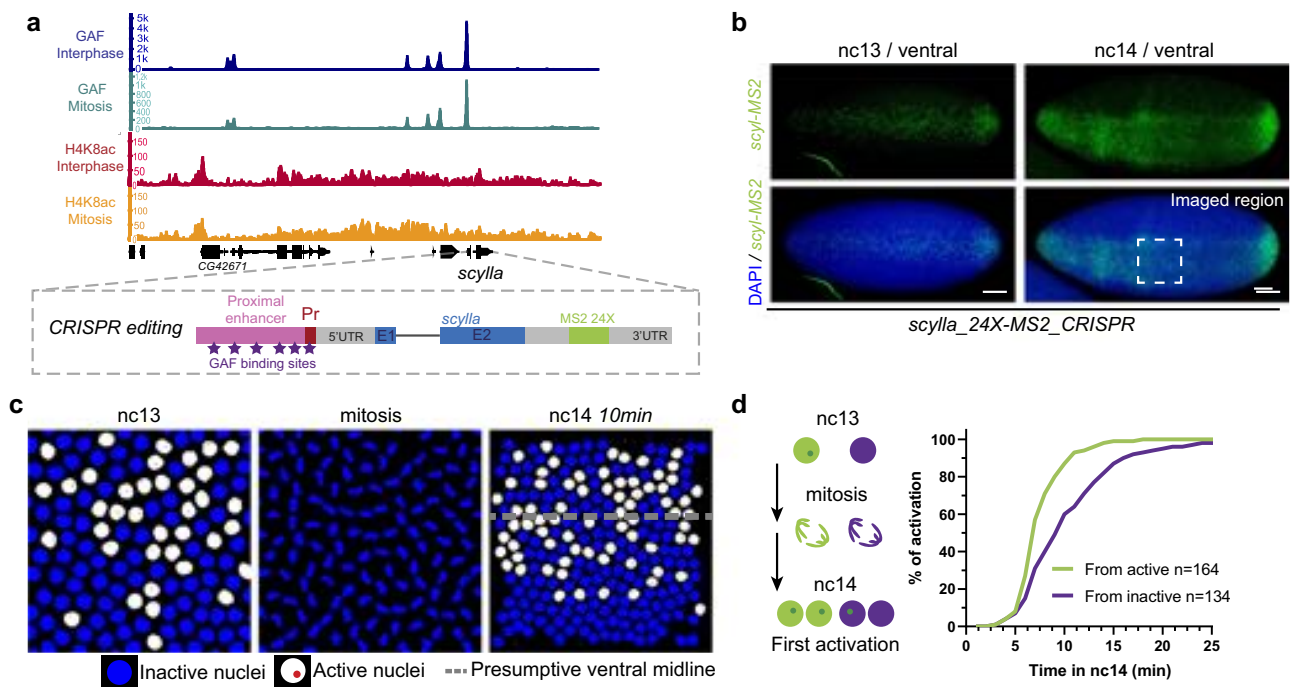 a
GAF
Interphase
5k
4k
3k
2k
1k
0
GAF
Mitosis
1.2k
800
600
400
200
0
H4K8ac
Interphase
150
100
50
0
H4K8ac
Mitosis
150
100
50
0
CG42671
scylla
CRISPR editing
Proximal
enhancer
Pr
5'UTR
E1
scylla
E2
MS2 24X
3'UTR
GAF binding sites
b
nc13 / ventral
nc14 / ventral
scyl-MS2
DAPI / scyl-MS2
Imaged region
scylla_24X-MS2_CRISPR
c
nc13
mitosis
nc14 10min
Inactive nuclei
Active nuclei
Presumptive ventral midline
d
nc13
mitosis
nc14
First activation
% of activation
100
80
60
40
20
0
From active n=164
From inactive n=134
0
5
10
15
20
25
Time in nc14 (min)